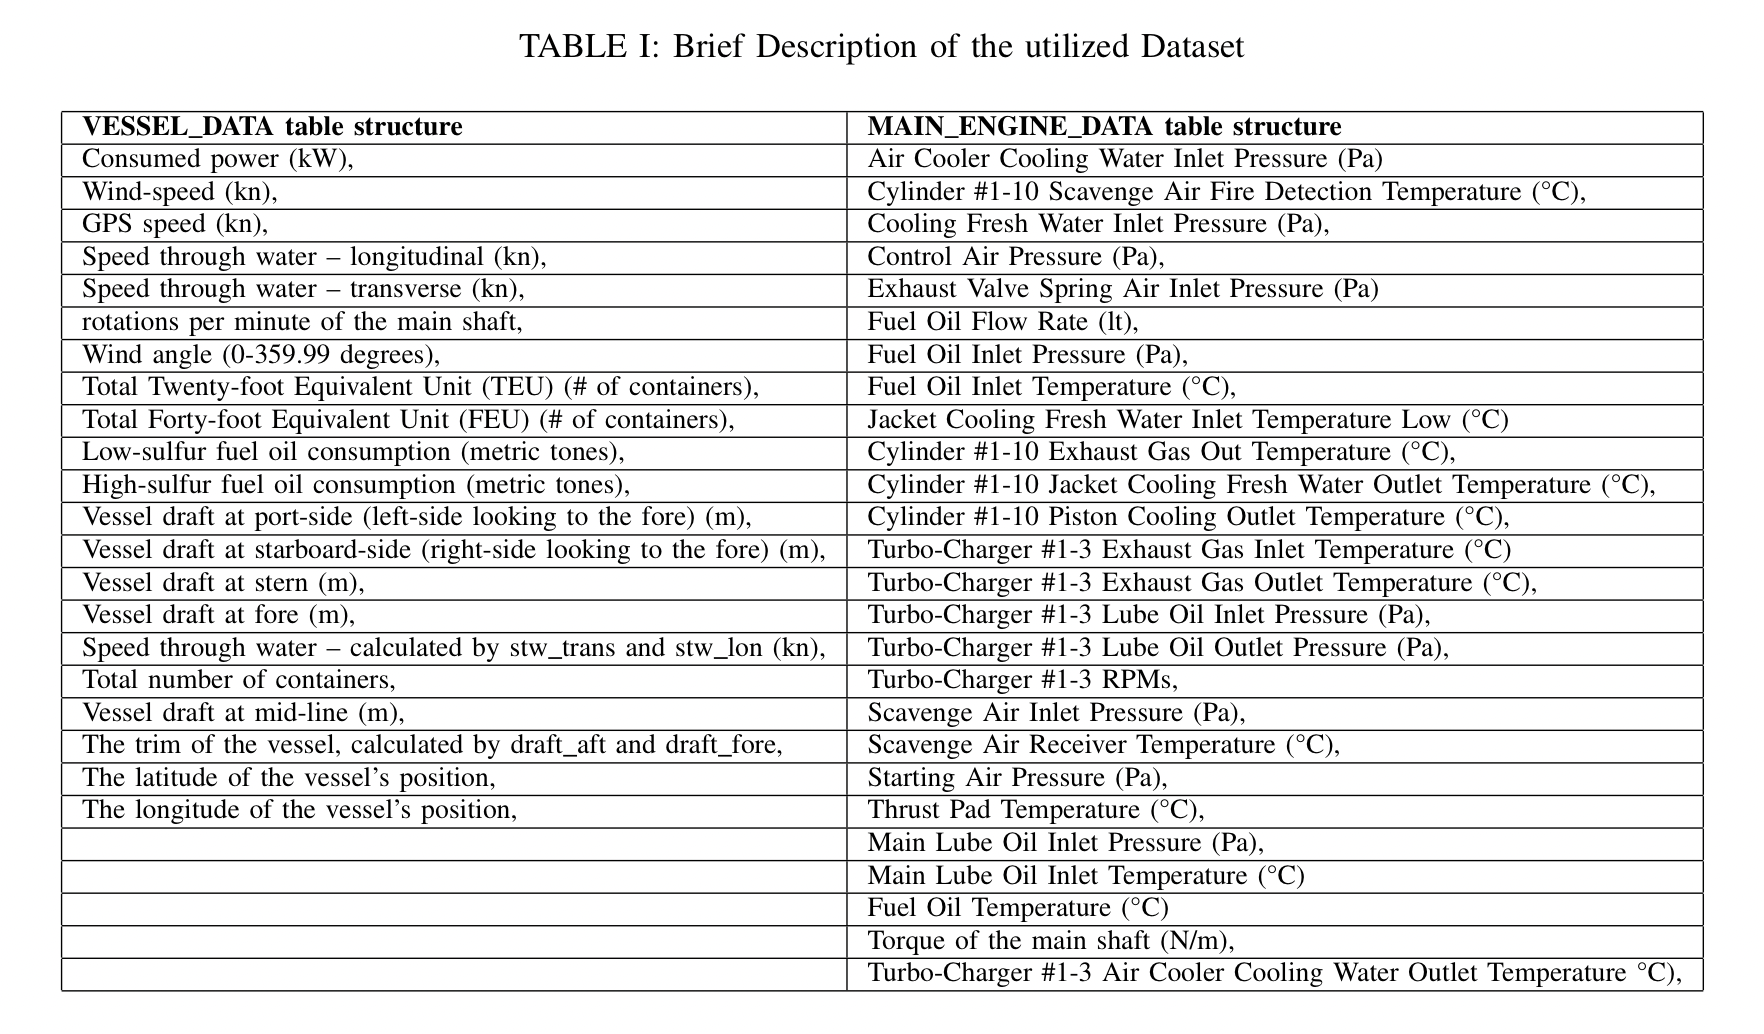 TABLE I: Brief Description of the utilized Dataset
VESSEL_DATA table structure MAIN_ENGINE_DATA table structure
Consumed power (kW), Air Cooler Cooling Water Inlet Pressure (Pa)
Wind-speed (kn), Cylinder #1-10 Scavenge Air Fire Detection Temperature (°C),
GPS speed (kn), Cooling Fresh Water Inlet Pressure (Pa),
Speed through water – longitudinal (kn), Control Air Pressure (Pa),
Speed through water – transverse (kn), Exhaust Valve Spring Air Inlet Pressure (Pa)
rotations per minute of the main shaft, Fuel Oil Flow Rate (lt),
Wind angle (0-359.99 degrees), Fuel Oil Inlet Pressure (Pa),
Total Twenty-foot Equivalent Unit (TEU) (# of containers), Fuel Oil Inlet Temperature (°C),
Total Forty-foot Equivalent Unit (FEU) (# of containers), Jacket Cooling Fresh Water Inlet Temperature Low (°C)
Low-sulfur fuel oil consumption (metric tones), Cylinder #1-10 Exhaust Gas Out Temperature (°C),
High-sulfur fuel oil consumption (metric tones), Cylinder #1-10 Jacket Cooling Fresh Water Outlet Temperature (°C),
Vessel draft at port-side (left-side looking to the fore) (m), Cylinder #1-10 Piston Cooling Outlet Temperature (°C),
Vessel draft at starboard-side (right-side looking to the fore) (m), Turbo-Charger #1-3 Exhaust Gas Inlet Temperature (°C)
Vessel draft at stern (m), Turbo-Charger #1-3 Exhaust Gas Outlet Temperature (°C),
Vessel draft at fore (m), Turbo-Charger #1-3 Lube Oil Inlet Pressure (Pa),
Speed through water – calculated by stw_trans and stw_lon (kn), Turbo-Charger #1-3 Lube Oil Outlet Pressure (Pa),
Total number of containers, Turbo-Charger #1-3 RPMs,
Vessel draft at mid-line (m), Scavenge Air Inlet Pressure (Pa),
The trim of the vessel, calculated by draft_aft and draft_fore, Scavenge Air Receiver Temperature (°C),
The latitude of the vessel's position, Starting Air Pressure (Pa),
The longitude of the vessel's position, Thrust Pad Temperature (°C),
Main Lube Oil Inlet Pressure (Pa),
Main Lube Oil Inlet Temperature (°C)
Fuel Oil Temperature (°C)
Torque of the main shaft (N/m),
Turbo-Charger #1-3 Air Cooler Cooling Water Outlet Temperature °C),